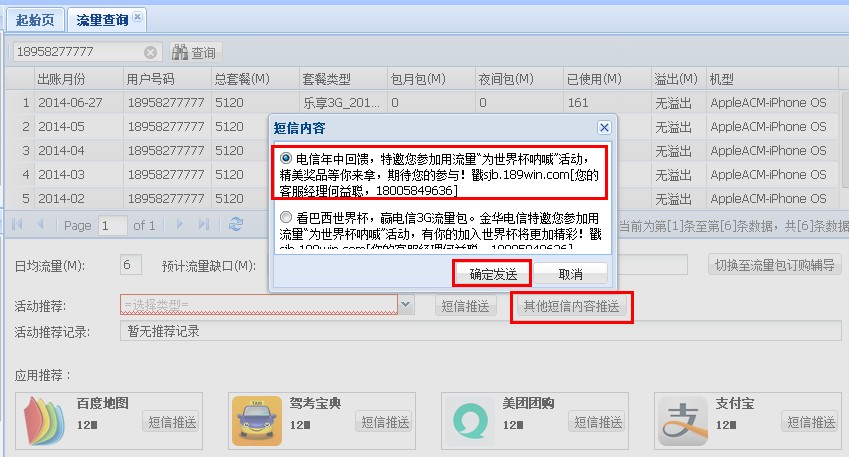 起始页
流量查询
18958277777
查询
出账月份 用户号码 总套餐(M) 套餐类型 包月包(M) 夜间包(M) 已使用(M) 溢出(M) 机型
1 2014-06-27 18958277777 5120 乐享3G_201... 0 0 161 无溢出 AppleACM-iPhone OS
2 2014-05 18958277777 5120 无溢出 AppleACM-iPhone OS
3 2014-04 18958277777 5120 无溢出 AppleACM-iPhone OS
4 2014-03 18958277777 5120 无溢出 AppleACM-iPhone OS
5 2014-02 18958277777 5120 无溢出 AppleACM-iPhone OS
Page 1 of 1
当前为第[1]条至第[6]条数据，共[6]条数据
短信内容
电信年中回馈，特邀您参加用流量“为世界杯呐喊”活动，
精美奖品等你来拿，期待您的参与！戳sjb.189win.com[您的
客服经理何益聪，18005849636]
看巴西世界杯，赢电信3G流量包。金华电信特邀您参加用
流量“为世界杯呐喊”活动，有你的加入世界杯将更加精彩！戳
sjb.189win.com[您的客服经理何益聪，18005849636]
确定发送
取消
日均流量(M): 6 预计流量缺口(M):
切换至流量包订购辅导
活动推荐: =选择类型= 短信推送 其他短信内容推送
活动推荐记录: 暂无推荐记录
应用推荐：
百度地图
12M
短信推送
驾考宝典
12M
短信推送
美团团购
12M
短信推送
支付宝
12M
短信推送